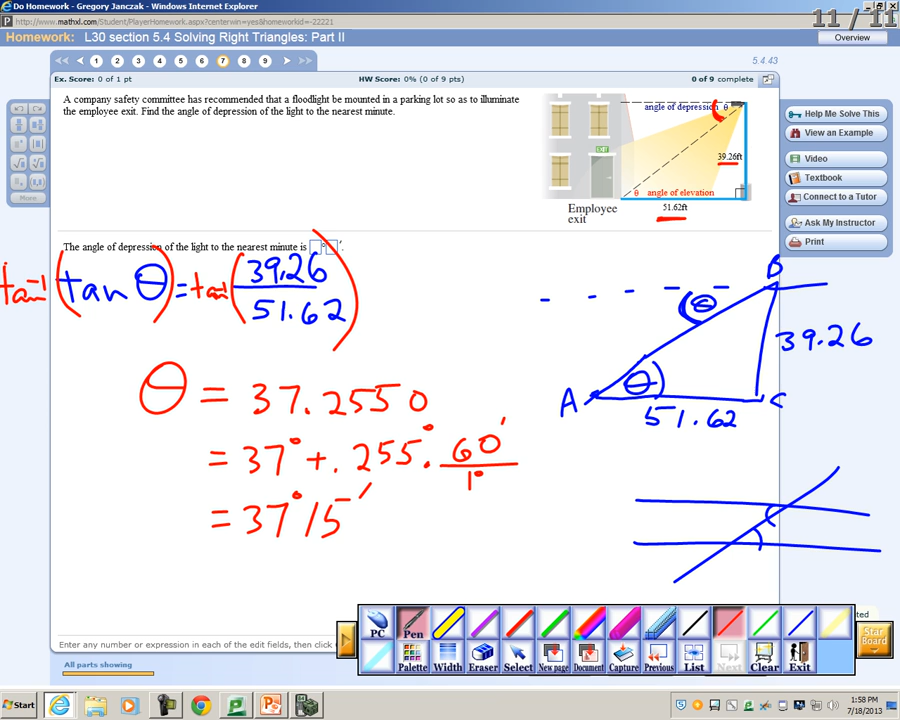 Do Homework - Gregory Janczak - Windows Internet Explorer
http://www.mathxl.com/Student/PlayerHomework.aspx?centerwin=yes&homeworkid=-22221
11 / 11
Homework: L30 section 5.4 Solving Right Triangles: Part II
Overview
1 2 3 4 5 6 7 8 9
5.4.43
Ex. Score: 0 of 1 pt
HW Score: 0% (0 of 9 pts)
0 of 9 complete
A company safety committee has recommended that a floodlight be mounted in a parking lot so as to illuminate
the employee exit. Find the angle of depression of the light to the nearest minute.
angle of depression θ
39.26ft
EXIT
θ angle of elevation
51.62ft
Employee
exit
Help Me Solve This
View an Example
Video
Textbook
Connect to a Tutor
Ask My Instructor
Print
More
The angle of depression of the light to the nearest minute is ° ′.
tan⁻¹(tan θ) = tan⁻¹(39.26/51.62)
θ = 37.2550
= 37° + .255° · 60′/1°
= 37° 15′
B
θ
39.26
A θ C
51.62
PC
Pen
Palette
Width
Eraser
Select
New page
Document
Capture
Previous
List
Next
Clear
Exit
Star
Board
Enter any number or expression in each of the edit fields, then click
All parts showing
Start
1:58 PM
7/18/2013